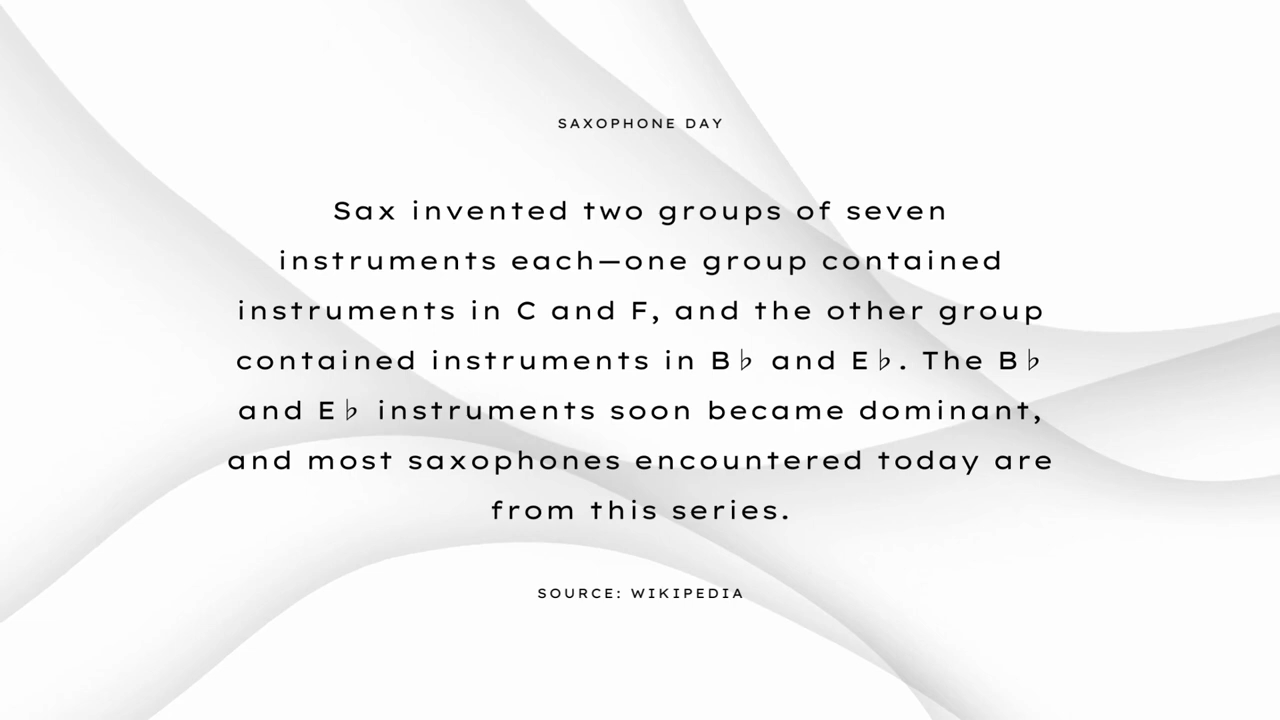 SAXOPHONE DAY
Sax invented two groups of seven
instruments each—one group contained
instruments in C and F, and the other group
contained instruments in B♭ and E♭. The B♭
and E♭ instruments soon became dominant,
and most saxophones encountered today are
from this series.
SOURCE: WIKIPEDIA